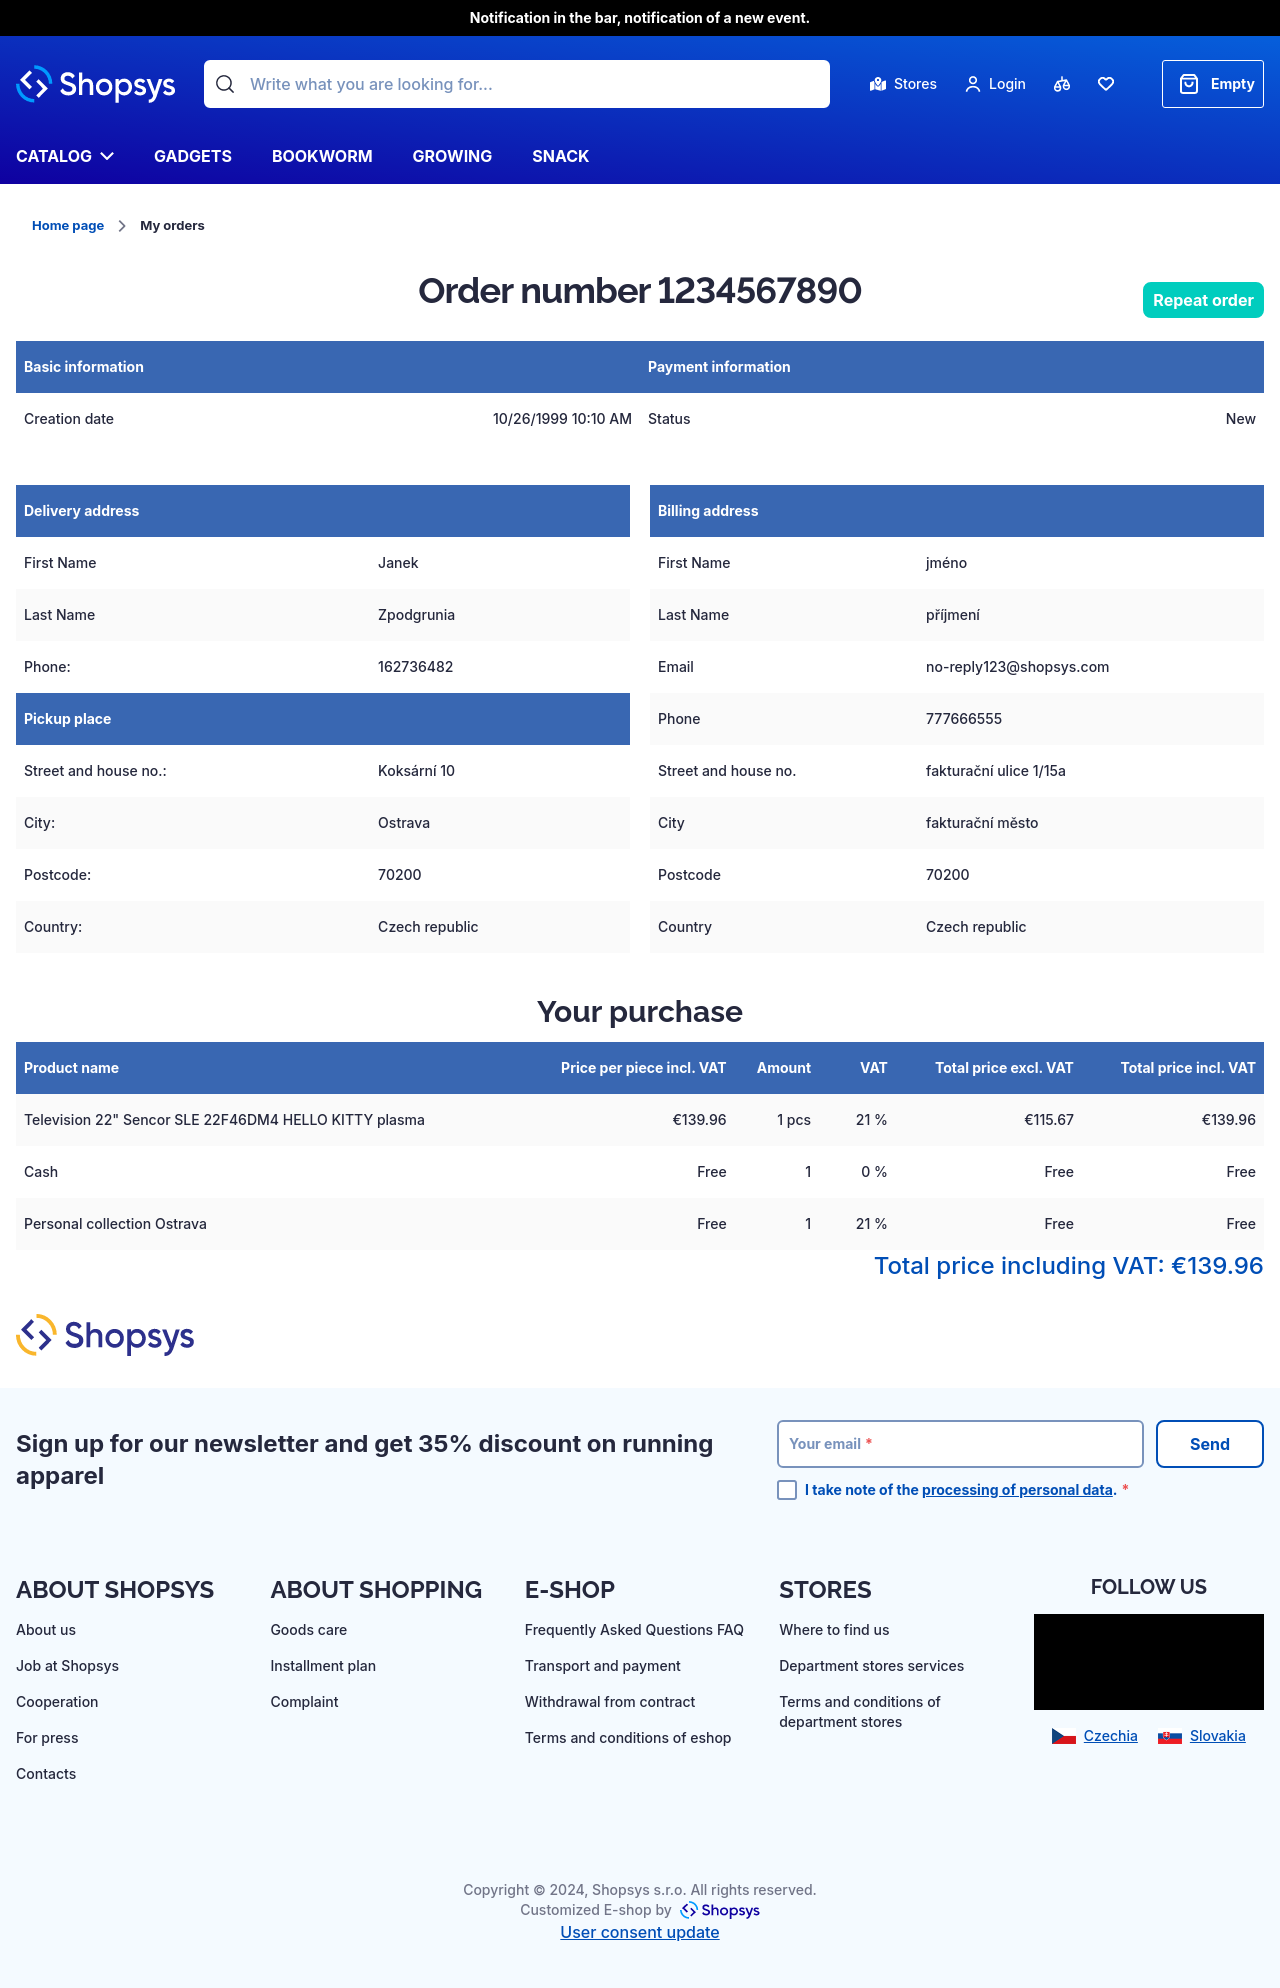 Notification in the bar, notification of a new event.
Shopsys
Write what you are looking for...
Stores
Login
Empty
CATALOG
GADGETS
BOOKWORM
GROWING
SNACK
Home page
My orders
Order number 1234567890
Repeat order
Basic information
Payment information
Creation date
10/26/1999 10:10 AM
Status
New
Delivery address
First Name
Janek
Last Name
Zpodgrunia
Phone:
162736482
Pickup place
Street and house no.:
Koksární 10
City:
Ostrava
Postcode:
70200
Country:
Czech republic
Billing address
First Name
jméno
Last Name
příjmení
Email
no-reply123@shopsys.com
Phone
777666555
Street and house no.
fakturační ulice 1/15a
City
fakturační město
Postcode
70200
Country
Czech republic
Your purchase
Product name
Price per piece incl. VAT
Amount
VAT
Total price excl. VAT
Total price incl. VAT
Television 22" Sencor SLE 22F46DM4 HELLO KITTY plasma
€139.96
1 pcs
21 %
€115.67
€139.96
Cash
Free
1
0 %
Free
Free
Personal collection Ostrava
Free
1
21 %
Free
Free
Total price including VAT: €139.96
Shopsys
Sign up for our newsletter and get 35% discount on running
apparel
Your email *
Send
I take note of the processing of personal data. *
ABOUT SHOPSYS
About us
Job at Shopsys
Cooperation
For press
Contacts
ABOUT SHOPPING
Goods care
Installment plan
Complaint
E-SHOP
Frequently Asked Questions FAQ
Transport and payment
Withdrawal from contract
Terms and conditions of eshop
STORES
Where to find us
Department stores services
Terms and conditions of
department stores
FOLLOW US
Czechia
Slovakia
Copyright © 2024, Shopsys s.r.o. All rights reserved.
Customized E-shop by Shopsys
User consent update